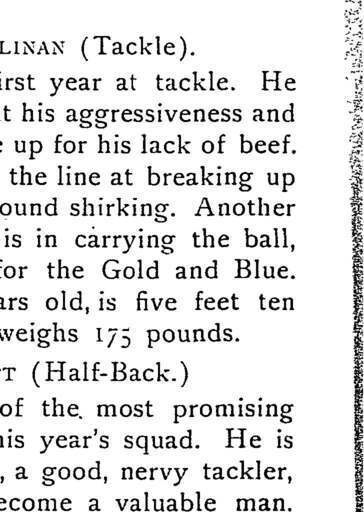 LINAN (Tackle).
irst year at tackle. He
t his aggressiveness and
e up for his lack of beef.
the line at breaking up
ound shirking. Another
is in carrying the ball,
for the Gold and Blue.
ars old, is five feet ten
weighs 175 pounds.
T (Half-Back.)
of the most promising
his year's squad. He is
, a good, nervy tackler,
ecome a valuable man.